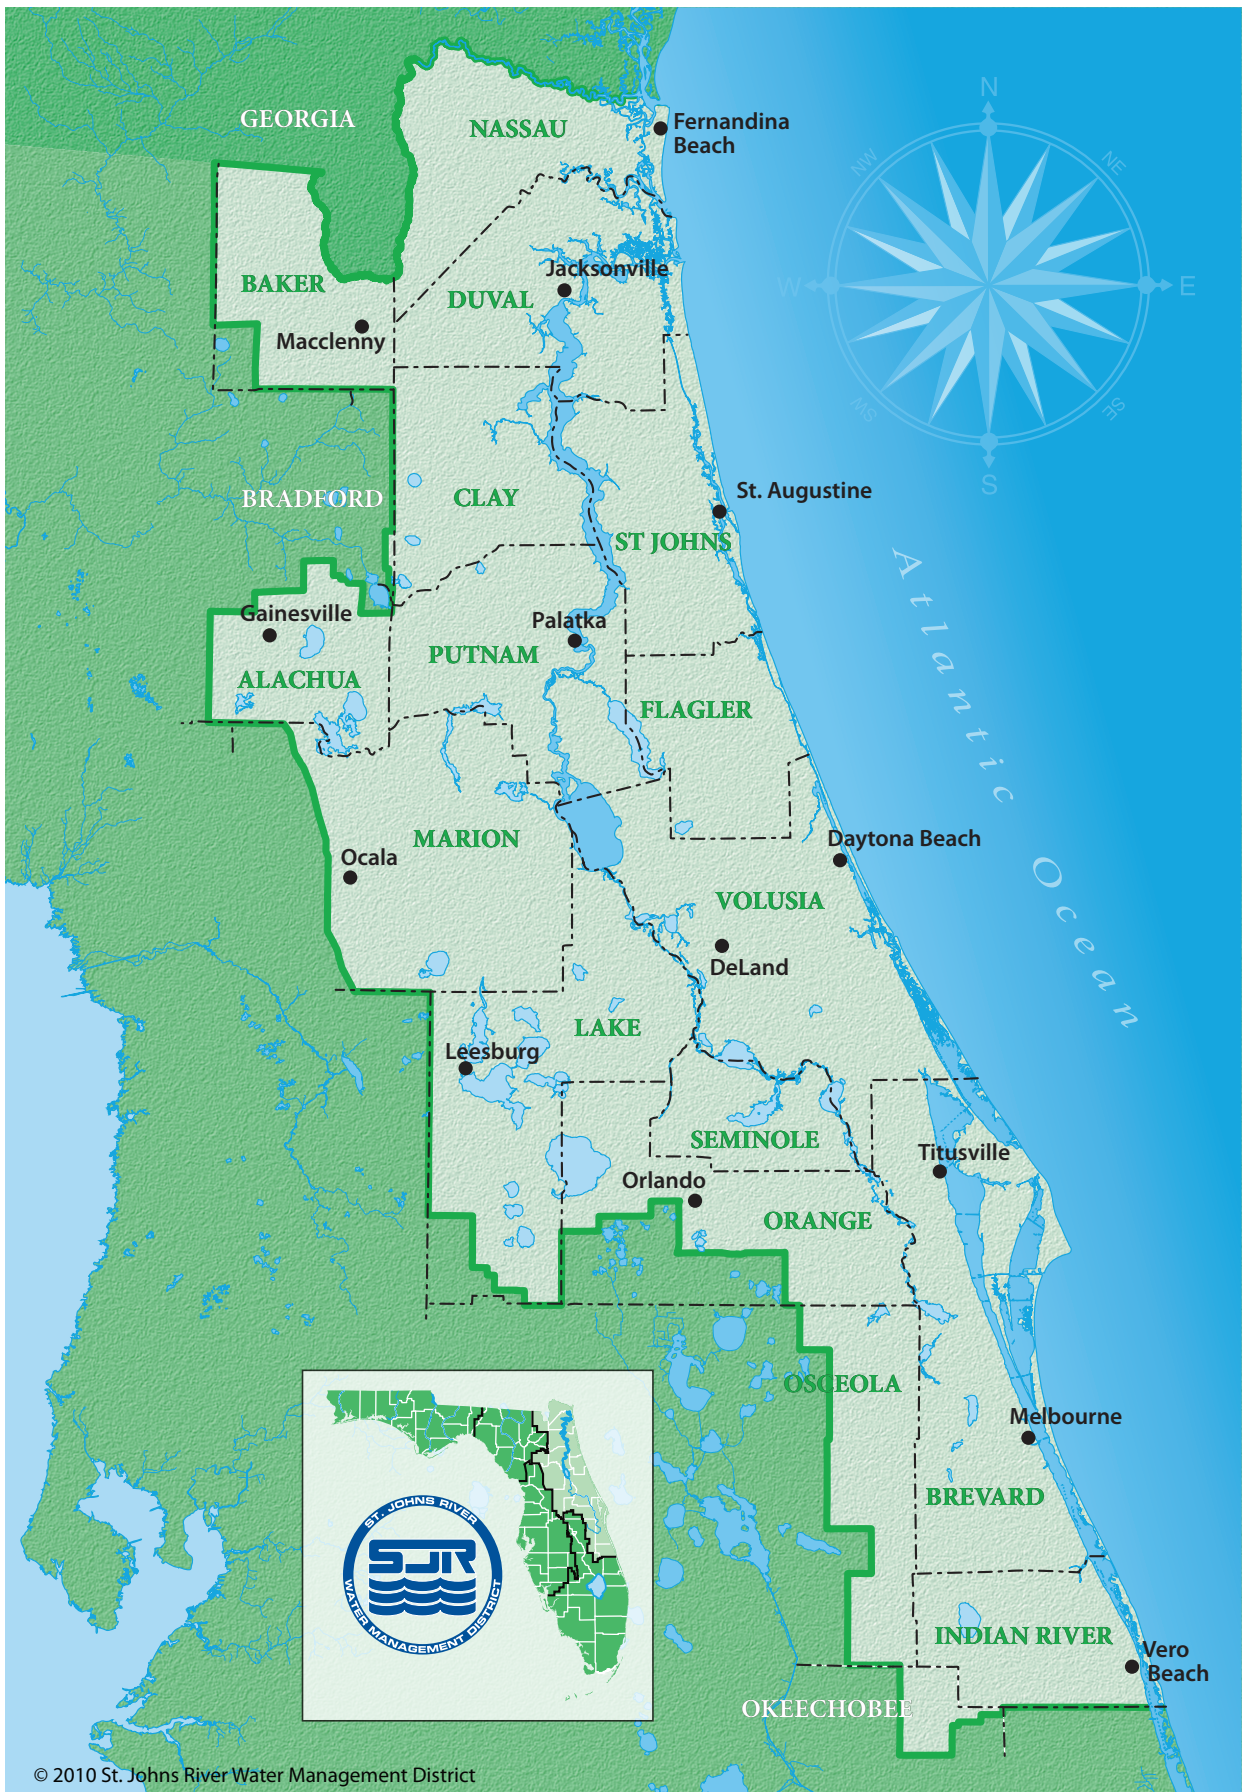 N
GEORGIA
NASSAU
Fernandina
Beach
NW
NE
BAKER
Jacksonville
DUVAL
W
E
Macclenny
SW
SE
S
BRADFORD
CLAY
St. Augustine
ST JOHNS
Gainesville
Palatka
PUTNAM
ALACHUA
FLAGLER
Atlantic Ocean
MARION
Daytona Beach
Ocala
VOLUSIA
DeLand
LAKE
Leesburg
SEMINOLE
Titusville
Orlando
ORANGE
OSCEOLA
Melbourne
BREVARD
ST. JOHNS RIVER
SJR
WATER MANAGEMENT DISTRICT
INDIAN RIVER
Vero
Beach
OKEECHOBEE
© 2010 St. Johns River Water Management District